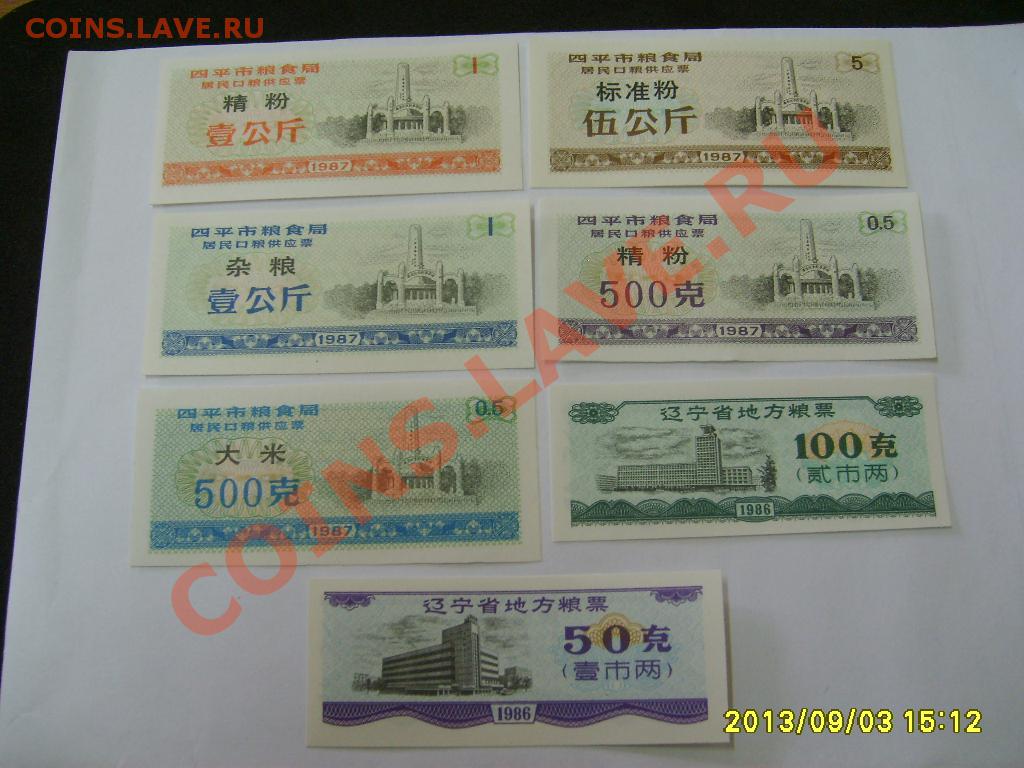 COINS.LAVE.RU
四平市粮食局
1
居民口粮供应票
精粉
壹公斤
1987
四平市粮食局
5
居民口粮供应票
标准粉
伍公斤
1987
四平市粮食局
1
居民口粮供应票
杂粮
壹公斤
1987
四平市粮食局
0.5
居民口粮供应票
精粉
500克
1987
四平市粮食局
0.5
居民口粮供应票
大米
500克
1987
辽宁省地方粮票
100克
(贰市两)
1986
辽宁省地方粮票
50克
(壹市两)
1986
COINS.LAVE.RU
2013/09/03 15:12